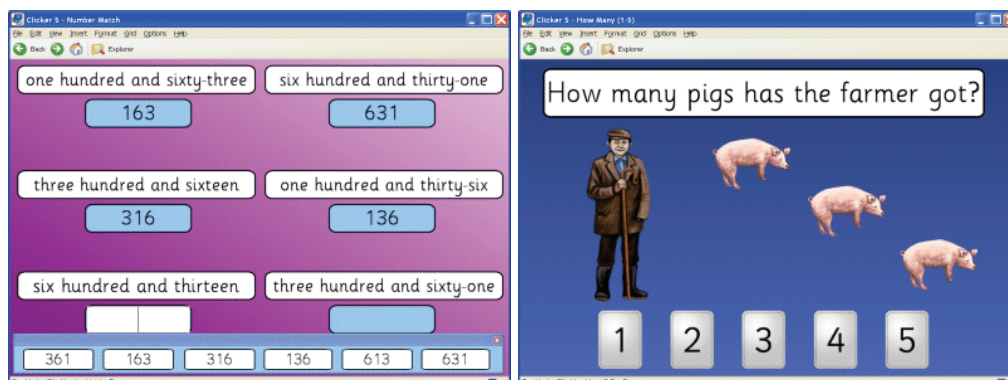 Clicker 5 - Number Match
File Edit View Insert Format Grid Options Help
Back Explorer
one hundred and sixty-three six hundred and thirty-one
163 631
three hundred and sixteen one hundred and thirty-six
316 136
six hundred and thirteen three hundred and sixty-one
361 163 316 136 613 631
Clicker 5 - How Many (1-5)
File Edit View Insert Format Grid Options Help
Back Explorer
How many pigs has the farmer got?
1 2 3 4 5